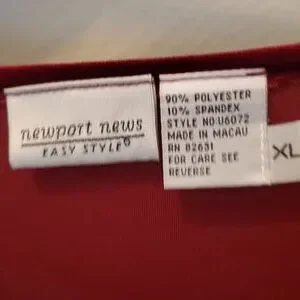 newport news
EASY STYLE®
90% POLYESTER
10% SPANDEX
STYLE NO:U6072
MADE IN MACAU
RN 82631
FOR CARE SEE
REVERSE
XL